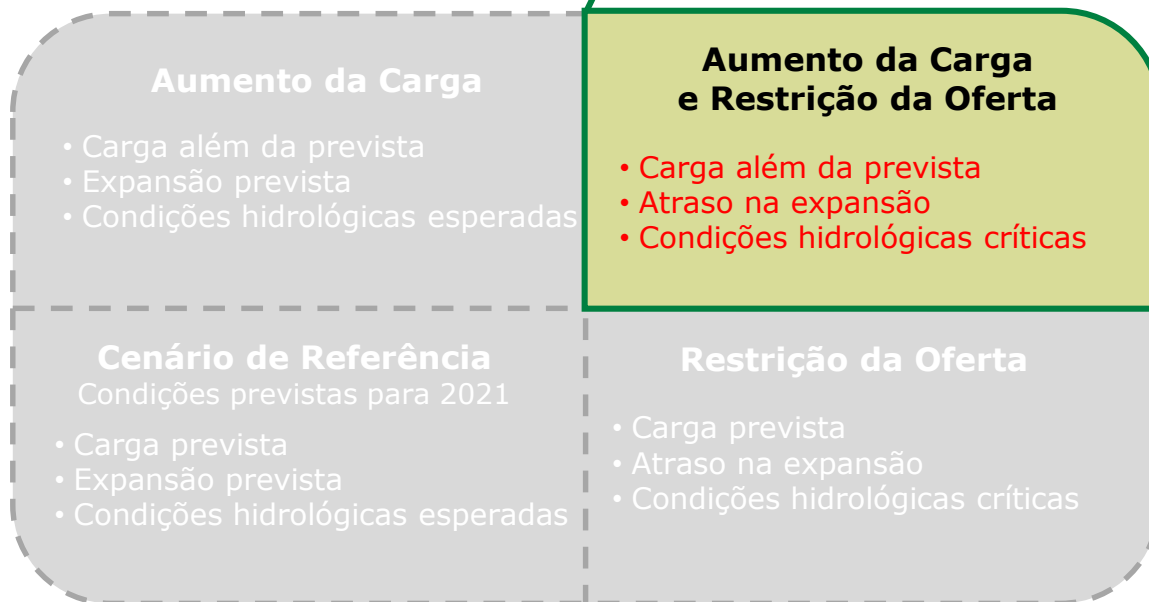 Aumento da Carga
• Carga além da prevista
• Expansão prevista
• Condições hidrológicas esperadas
Aumento da Carga
e Restrição da Oferta
• Carga além da prevista
• Atraso na expansão
• Condições hidrológicas críticas
Cenário de Referência
Condições previstas para 2021
• Carga prevista
• Expansão prevista
• Condições hidrológicas esperadas
Restrição da Oferta
• Carga prevista
• Atraso na expansão
• Condições hidrológicas críticas